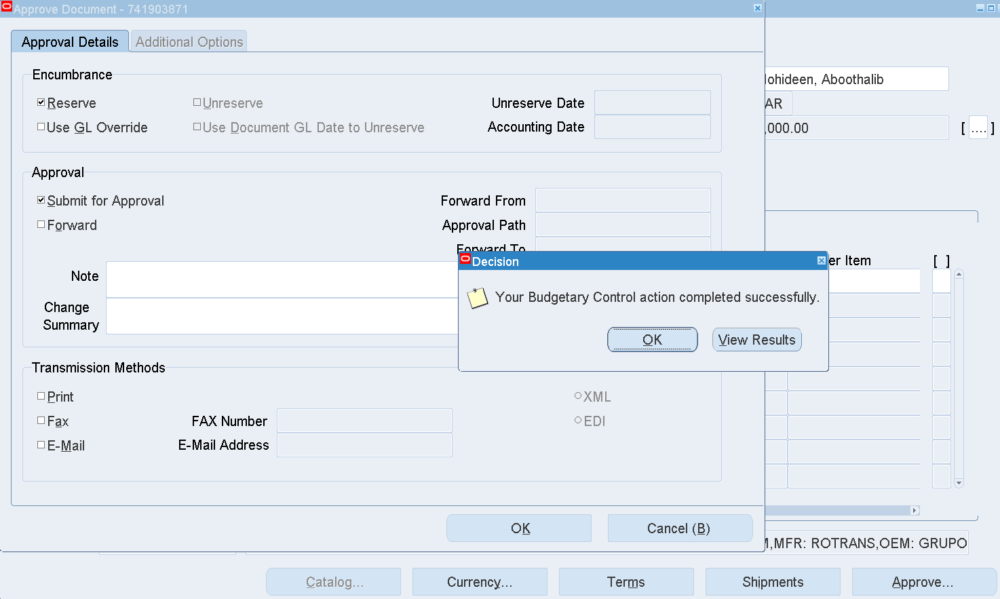 Approve Document - 741903871
Approval Details
Additional Options
Encumbrance
Reserve
Unreserve
Unreserve Date
Use GL Override
Use Document GL Date to Unreserve
Accounting Date
Approval
Submit for Approval
Forward From
Forward
Approval Path
Forward To
Note
Change
Summary
Transmission Methods
Print
XML
Fax
FAX Number
EDI
E-Mail
E-Mail Address
OK
Cancel (B)
Decision
Your Budgetary Control action completed successfully.
OK
View Results
Aboothalib
AR
,000.00
[ .... ]
Item
[ ]
,MFR: ROTRANS,OEM: GRUPO
Catalog...
Currency...
Terms
Shipments
Approve...